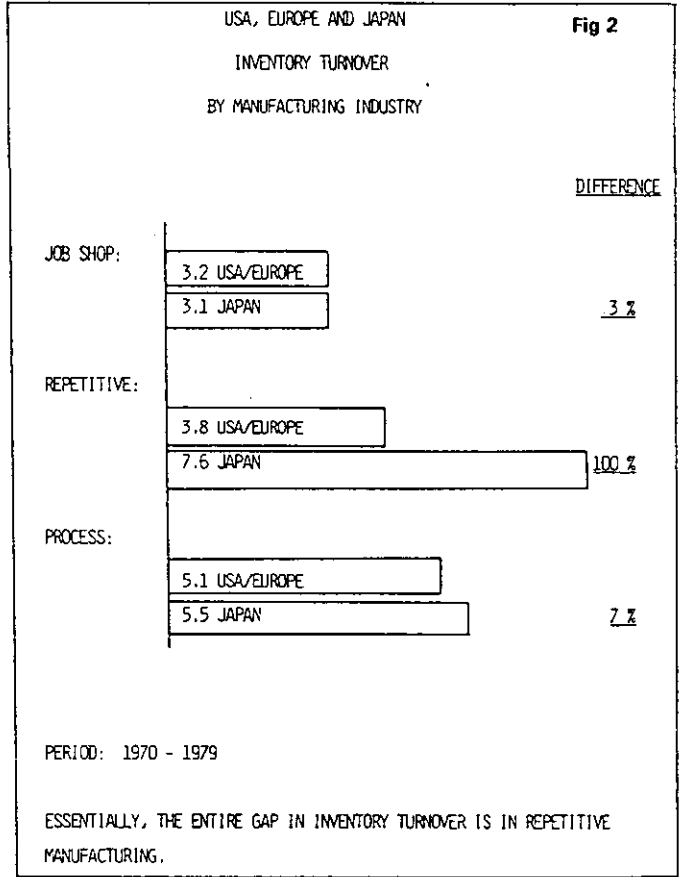 USA, EUROPE AND JAPAN
Fig 2
INVENTORY TURNOVER
BY MANUFACTURING INDUSTRY
DIFFERENCE
JOB SHOP:
3.2 USA/EUROPE
3.1 JAPAN
3 %
REPETITIVE:
3.8 USA/EUROPE
7.6 JAPAN
100 %
PROCESS:
5.1 USA/EUROPE
5.5 JAPAN
7 %
PERIOD: 1970 - 1979
ESSENTIALLY, THE ENTIRE GAP IN INVENTORY TURNOVER IS IN REPETITIVE
MANUFACTURING.